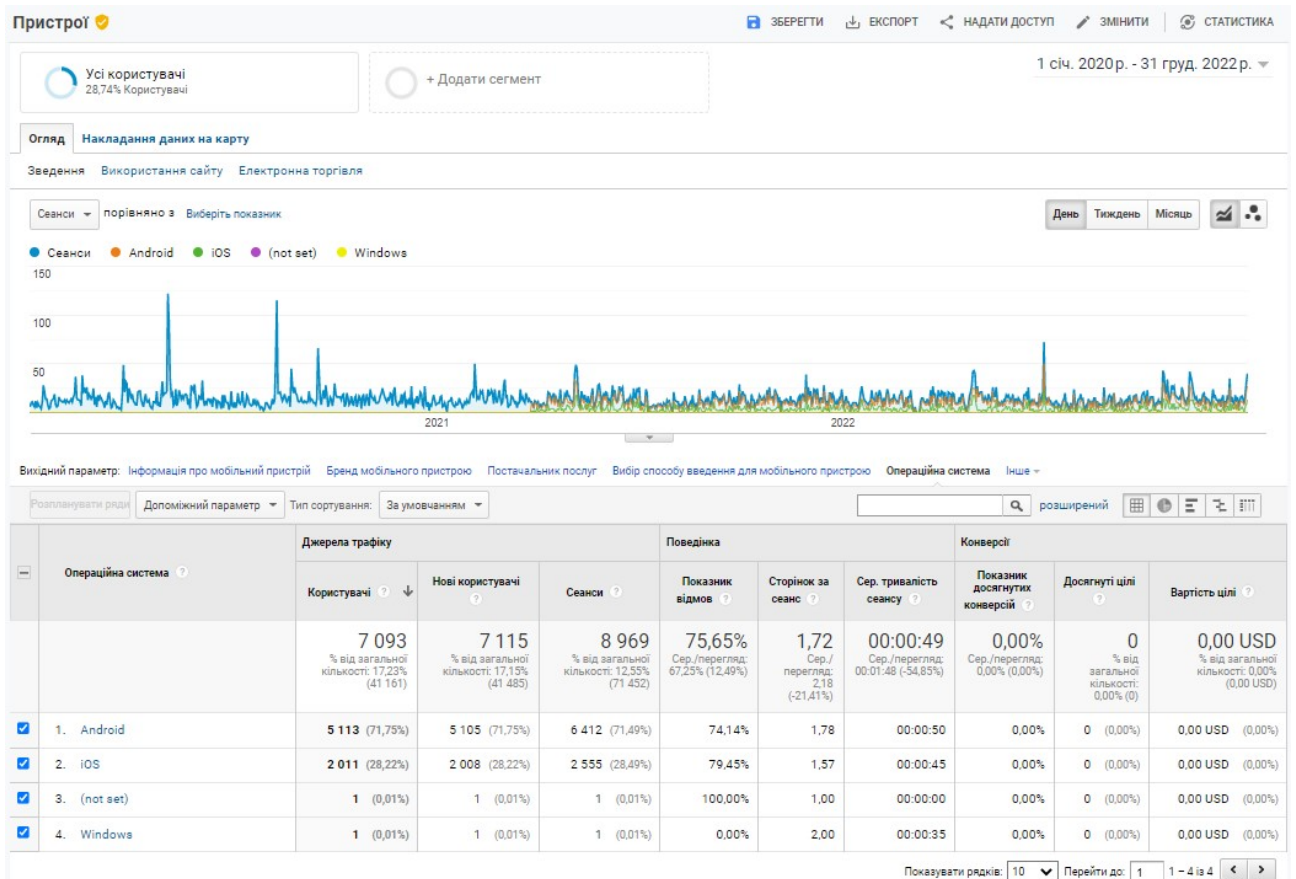 Пристрої
ЗБЕРЕГТИ ЕКСПОРТ НАДАТИ ДОСТУП ЗМІНИТИ СТАТИСТИКА
Усі користувачі
28,74% Користувачі
+ Додати сегмент
1 січ. 2020 р. - 31 груд. 2022 р.
Огляд Накладання даних на карту
Зведення Використання сайту Електронна торгівля
Сеанси порівняно з Виберіть показник
День Тиждень Місяць
Сеанси Android iOS (not set) Windows
150
100
50
2021 2022
Вихідний параметр: Інформація про мобільний пристрій Бренд мобільного пристрою Постачальник послуг Вибір способу введення для мобільного пристрою Операційна система Інше
Розпланувати ряди Допоміжний параметр Тип сортування: За умовчанням розширений
Операційна система ?
Джерела трафіку Поведінка Конверсії
Користувачі ? Нові користувачі ? Сеанси ? Показник відмов ? Сторінок за сеанс ? Сер. тривалість сеансу ? Показник досягнутих конверсій ? Досягнуті цілі ? Вартість цілі ?
7 093 7 115 8 969 75,65% 1,72 00:00:49 0,00% 0 0,00 USD
% від загальної кількості: 17,23% (41 161)
% від загальної кількості: 17,15% (41 485)
% від загальної кількості: 12,55% (71 452)
Сер./перегляд: 67,25% (12,49%)
Сер./перегляд: 2,18 (-21,41%)
Сер./перегляд: 00:01:48 (-54,85%)
Сер./перегляд: 0,00% (0,00%)
% від загальної кількості: 0,00% (0)
% від загальної кількості: 0,00% (0,00 USD)
1. Android 5 113 (71,75%) 5 105 (71,75%) 6 412 (71,49%) 74,14% 1,78 00:00:50 0,00% 0 (0,00%) 0,00 USD (0,00%)
2. iOS 2 011 (28,22%) 2 008 (28,22%) 2 555 (28,49%) 79,45% 1,57 00:00:45 0,00% 0 (0,00%) 0,00 USD (0,00%)
3. (not set) 1 (0,01%) 1 (0,01%) 1 (0,01%) 100,00% 1,00 00:00:00 0,00% 0 (0,00%) 0,00 USD (0,00%)
4. Windows 1 (0,01%) 1 (0,01%) 1 (0,01%) 0,00% 2,00 00:00:35 0,00% 0 (0,00%) 0,00 USD (0,00%)
Показувати рядків: 10 Перейти до: 1 1 – 4 із 4